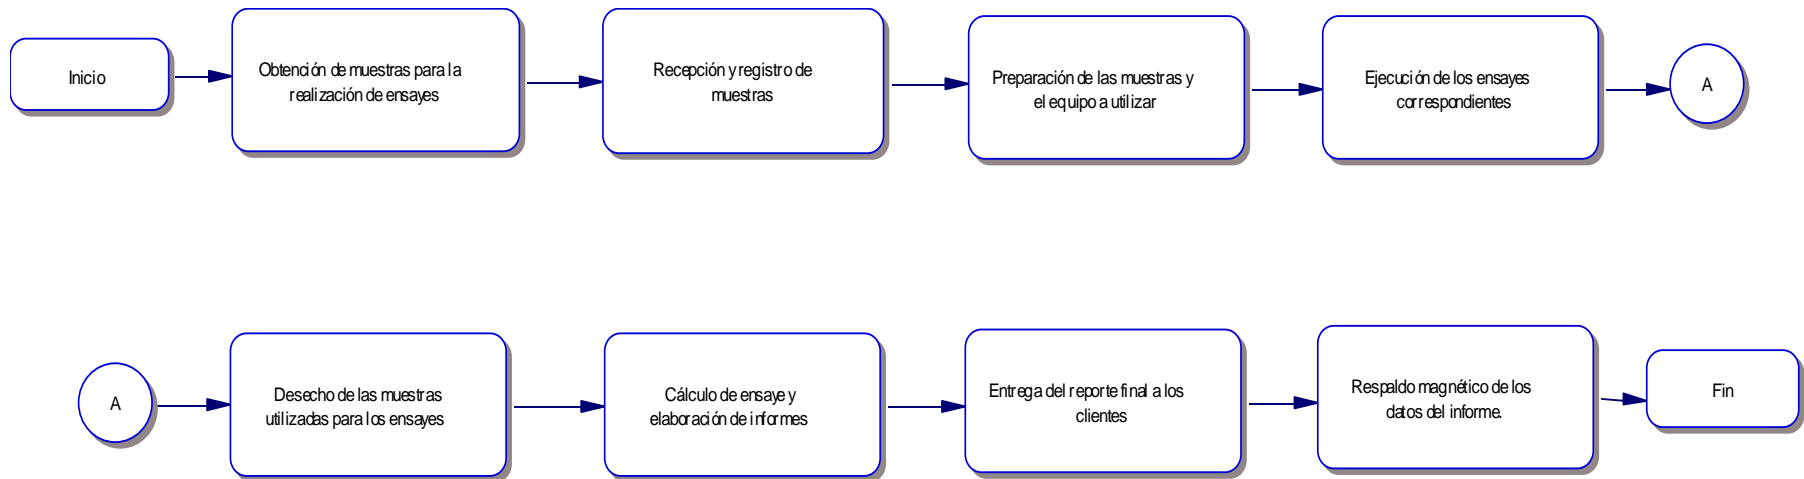 Inicio
Obtención de muestras para la
realización de ensayes
Recepción y registro de
muestras
Preparación de las muestras y
el equipo a utilizar
Ejecución de los ensayes
correspondientes
A
A
Desecho de las muestras
utilizadas para los ensayes
Cálculo de ensaye y
elaboración de informes
Entrega del reporte final a los
clientes
Respaldo magnético de los
datos del informe.
Fin